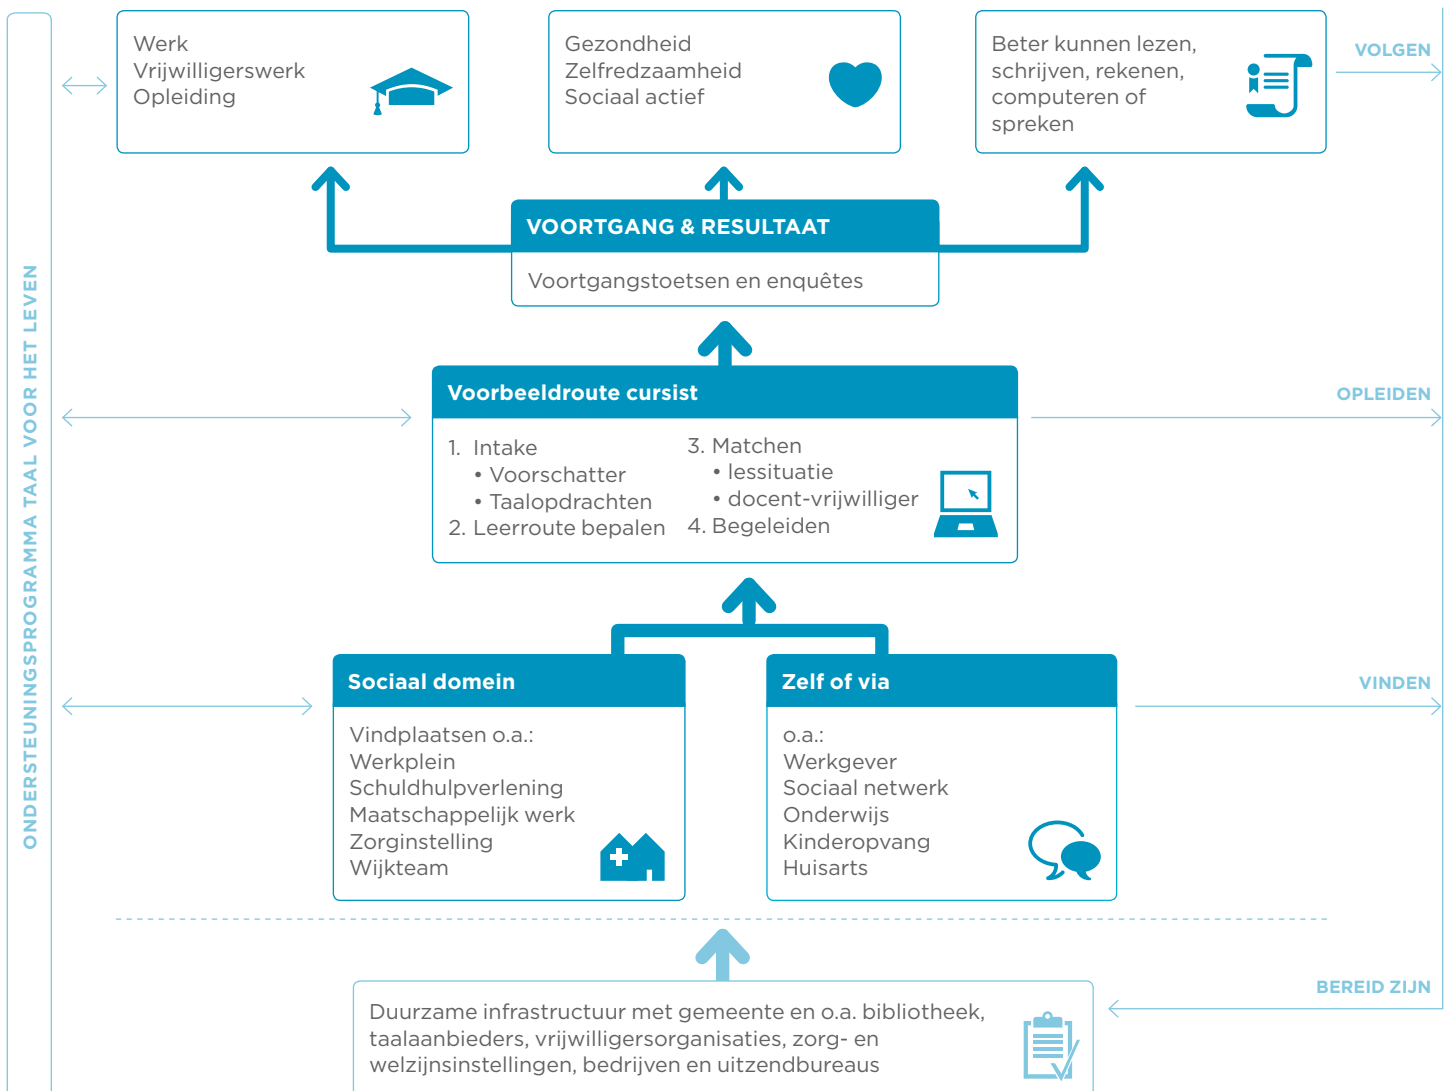 ONDERSTEUNINGSPROGRAMMA TAAL VOOR HET LEVEN
Werk
Vrijwilligerswerk
Opleiding
Gezondheid
Zelfredzaamheid
Sociaal actief
Beter kunnen lezen,
schrijven, rekenen,
computeren of
spreken
VOLGEN
VOORTGANG & RESULTAAT
Voortgangstoetsen en enquêtes
Voorbeeldroute cursist
1. Intake
• Voorschatter
• Taalopdrachten
2. Leerroute bepalen
3. Matchen
• lessituatie
• docent-vrijwilliger
4. Begeleiden
OPLEIDEN
Sociaal domein
Vindplaatsen o.a.:
Werkplein
Schuldhulpverlening
Maatschappelijk werk
Zorginstelling
Wijkteam
Zelf of via
o.a.:
Werkgever
Sociaal netwerk
Onderwijs
Kinderopvang
Huisarts
VINDEN
Duurzame infrastructuur met gemeente en o.a. bibliotheek,
taalaanbieders, vrijwilligersorganisaties, zorg- en
welzijnsinstellingen, bedrijven en uitzendbureaus
BEREID ZIJN